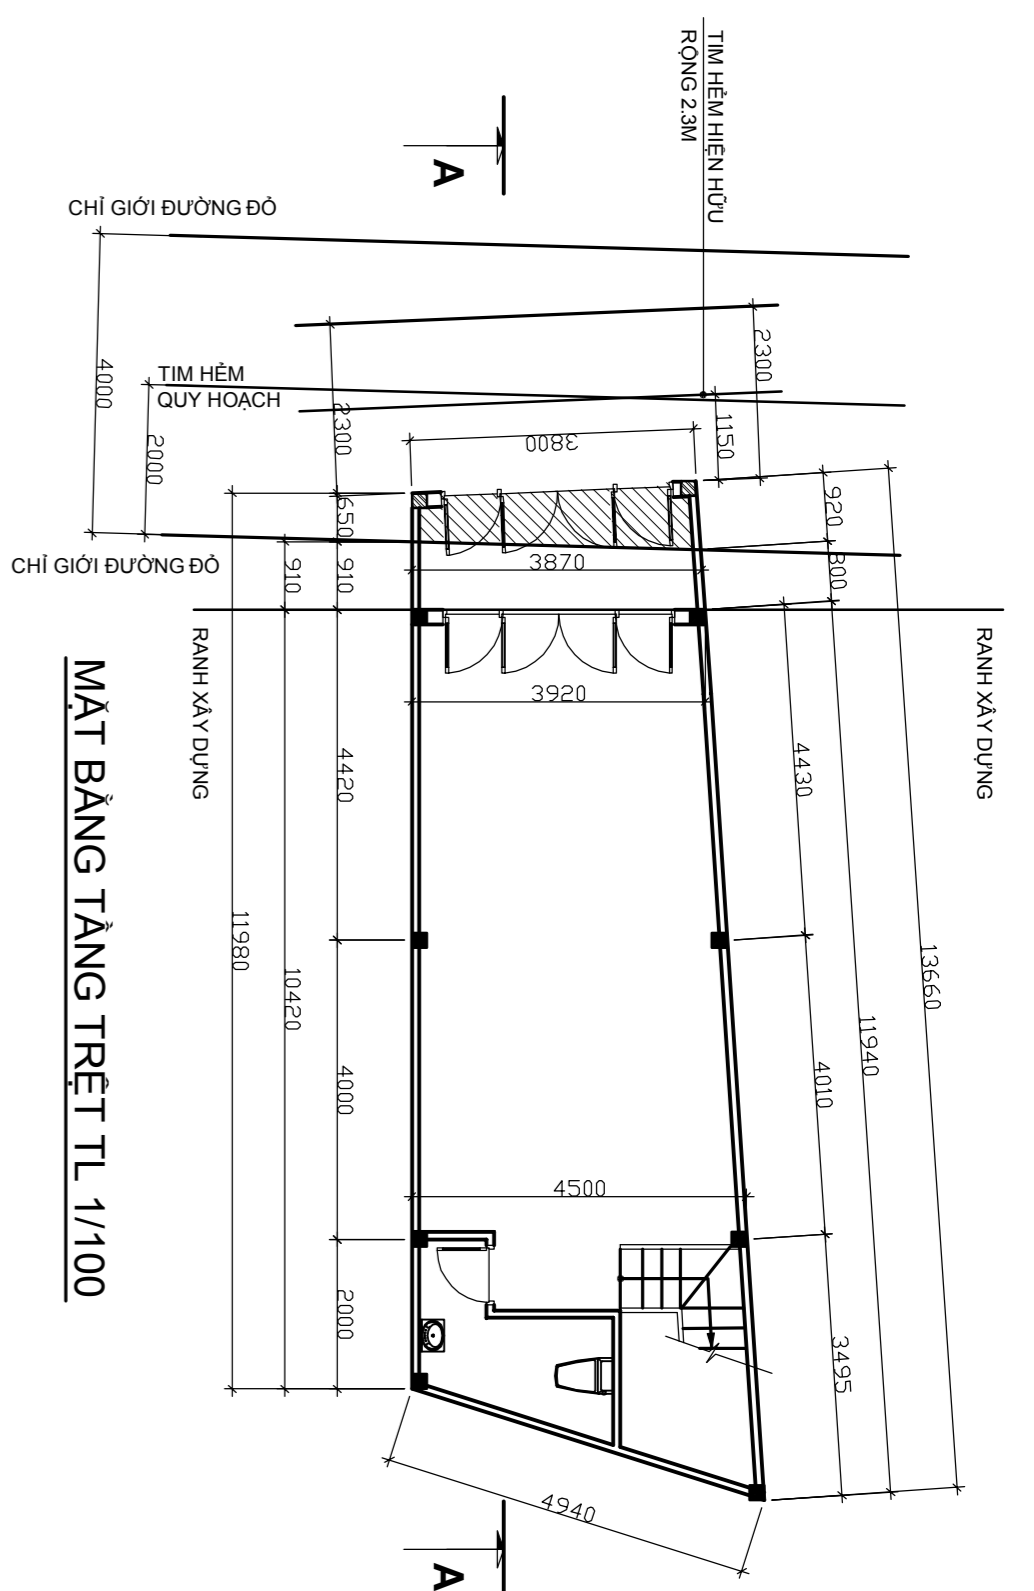 TIM HẺM HIỆN HỮU
RỘNG 2.3M
A
CHỈ GIỚI ĐƯỜNG ĐỎ
4000
TIM HẺM
QUY HOẠCH
2000
2300
2300
1150
3800
650
920
CHỈ GIỚI ĐƯỜNG ĐỎ
910
910
3870
800
RANH XÂY DỰNG
RANH XÂY DỰNG
3920
4420
4430
11980
10420
13660
11940
4000
4010
4500
2000
3495
4940
A
MẶT BẰNG TẦNG TRỆT TL 1/100